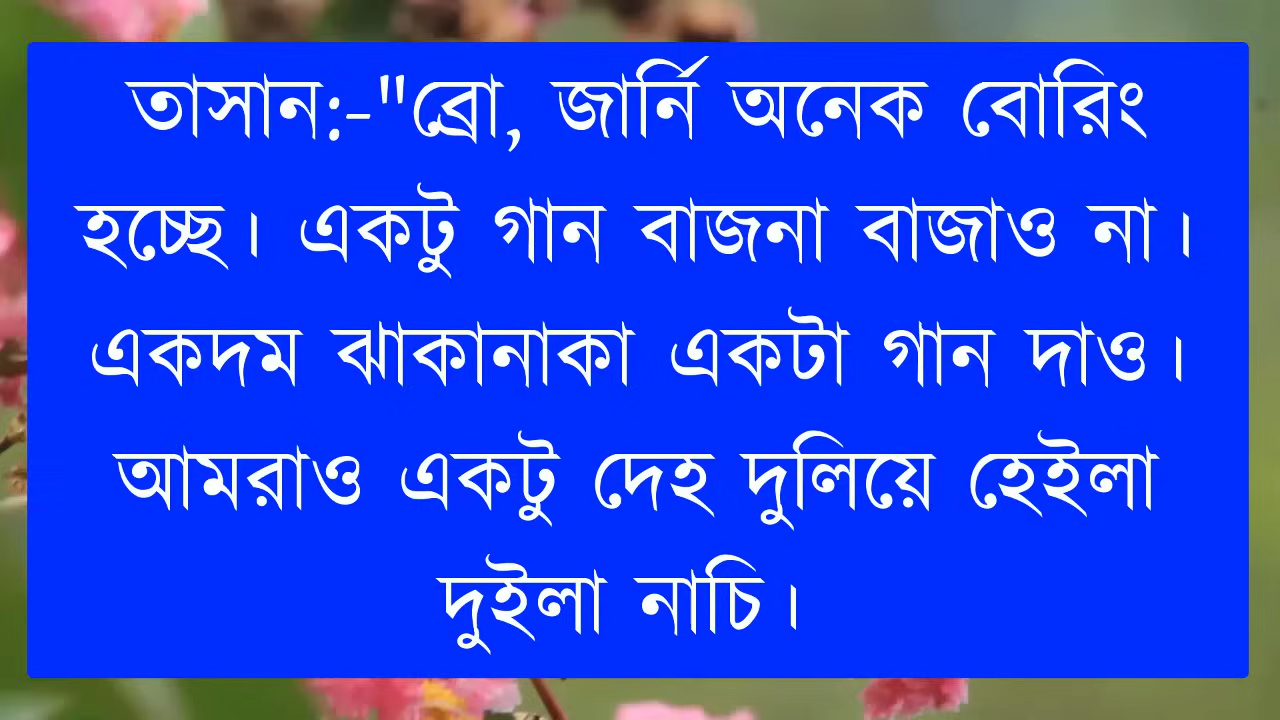 তাসান:-"ব্রো, জার্নি অনেক বোরিং
হচ্ছে। একটু গান বাজনা বাজাও না।
একদম ঝাকানাকা একটা গান দাও।
আমরাও একটু দেহ দুলিয়ে হেইলা
দুইলা নাচি।